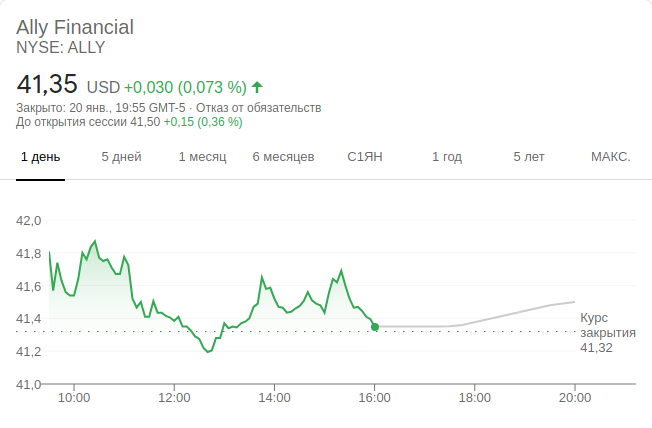 Ally Financial
NYSE: ALLY
41,35 USD +0,030 (0,073 %)
Закрыто: 20 янв., 19:55 GMT-5 · Отказ от обязательств
До открытия сессии 41,50 +0,15 (0,36 %)
1 день 5 дней 1 месяц 6 месяцев С1ЯН 1 год 5 лет МАКС.
42,0
41,8
41,6
41,4
41,2
41,0
Курс
закрытия
41,32
10:00 12:00 14:00 16:00 18:00 20:00